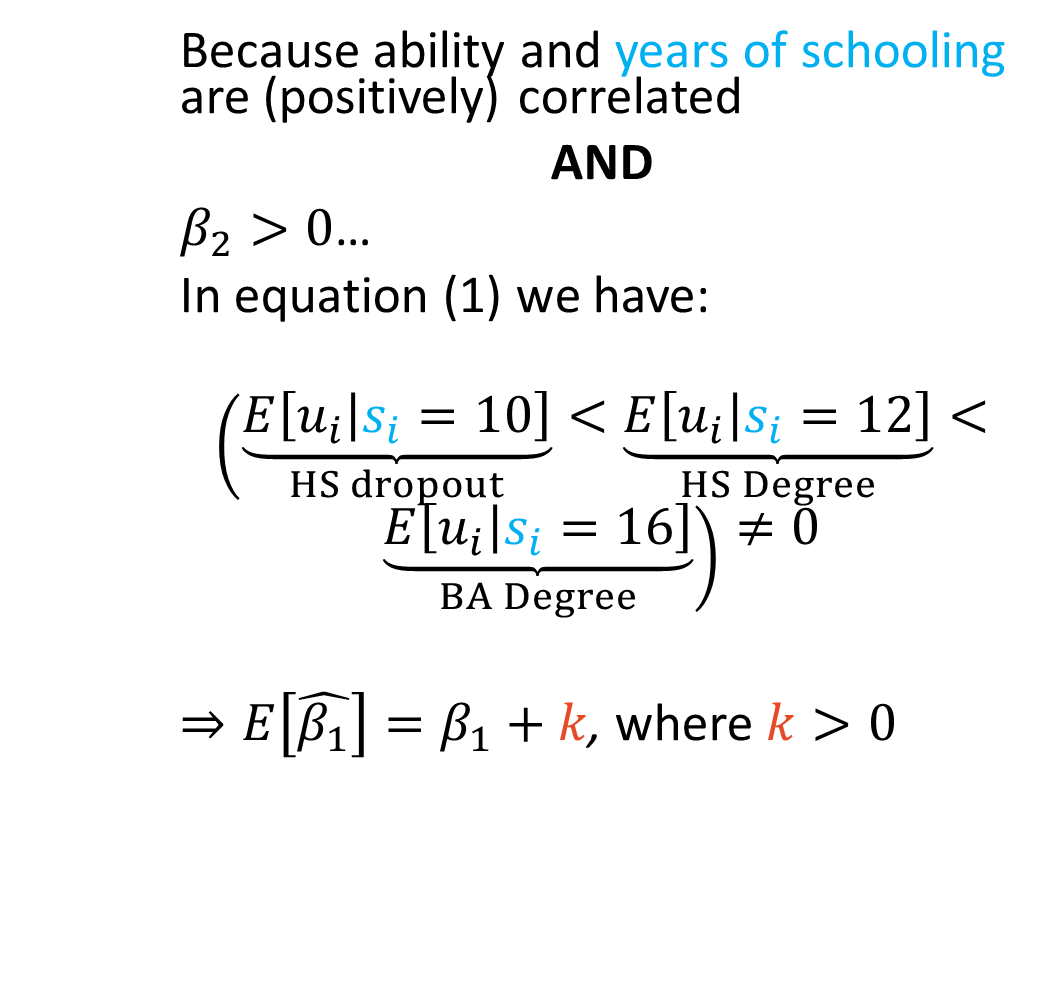 Because ability and years of schooling
are (positively) correlated
AND
β₂ > 0…
In equation (1) we have:
(E[uᵢ|sᵢ = 10] < E[uᵢ|sᵢ = 12] <
HS dropout HS Degree
E[uᵢ|sᵢ = 16]) ≠ 0
BA Degree
⇒ E[β̂₁] = β₁ + k, where k > 0